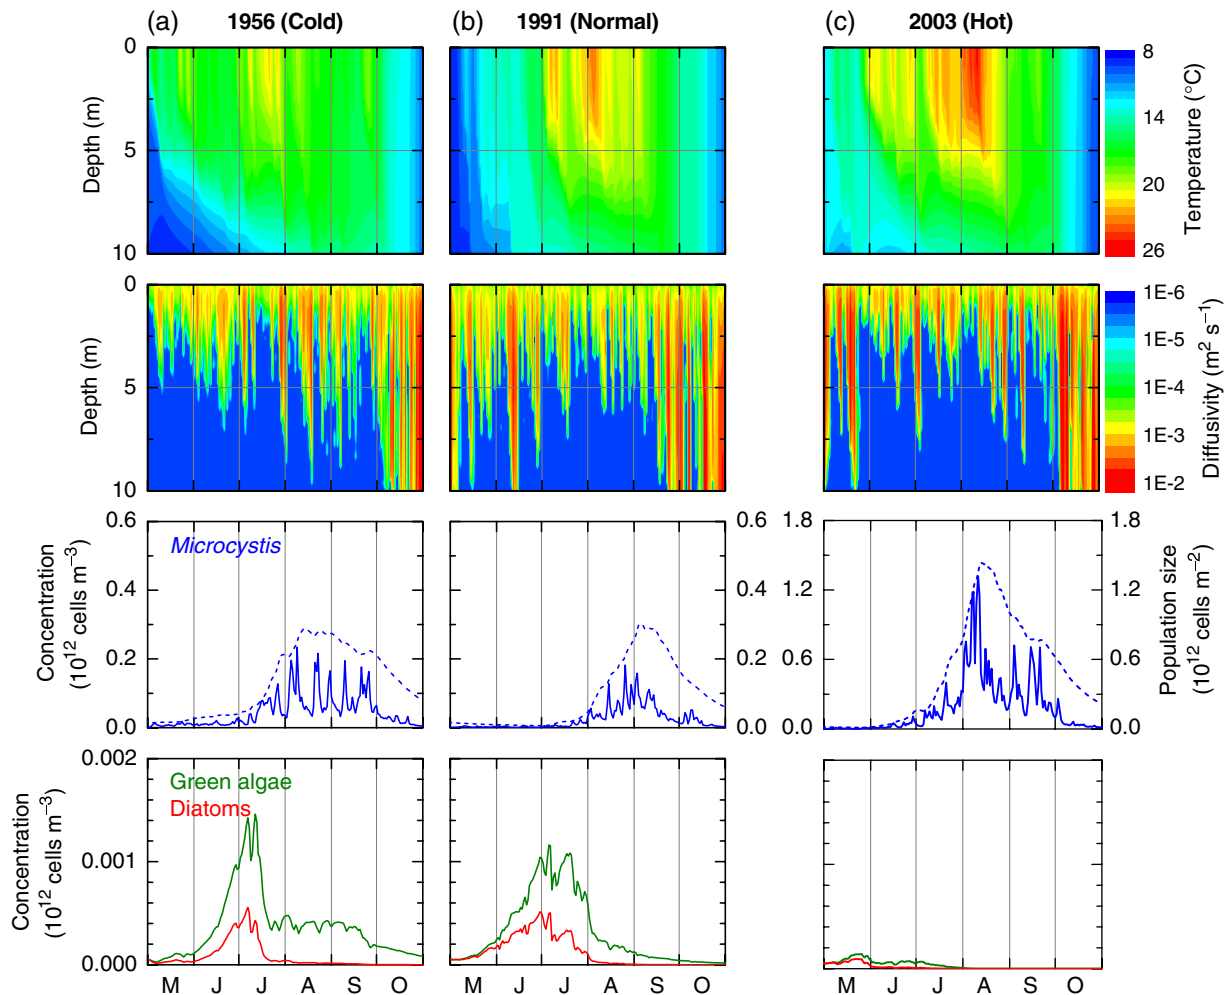 (a) 1956 (Cold) (b) 1991 (Normal) (c) 2003 (Hot)
0
5
10
Depth (m)
8
14
20
26
Temperature (°C)
0
5
10
Depth (m)
1E-6
1E-5
1E-4
1E-3
1E-2
Diffusivity (m² s⁻¹)
0.6
0.4
0.2
0.0
Concentration
(10¹² cells m⁻³)
Microcystis
0.6
0.4
0.2
0.0
1.8
1.2
0.6
0.0
1.8
1.2
0.6
0.0
Population size
(10¹² cells m⁻²)
0.002
0.001
0.000
Concentration
(10¹² cells m⁻³)
Green algae
Diatoms
M J J A S O M J J A S O M J J A S O